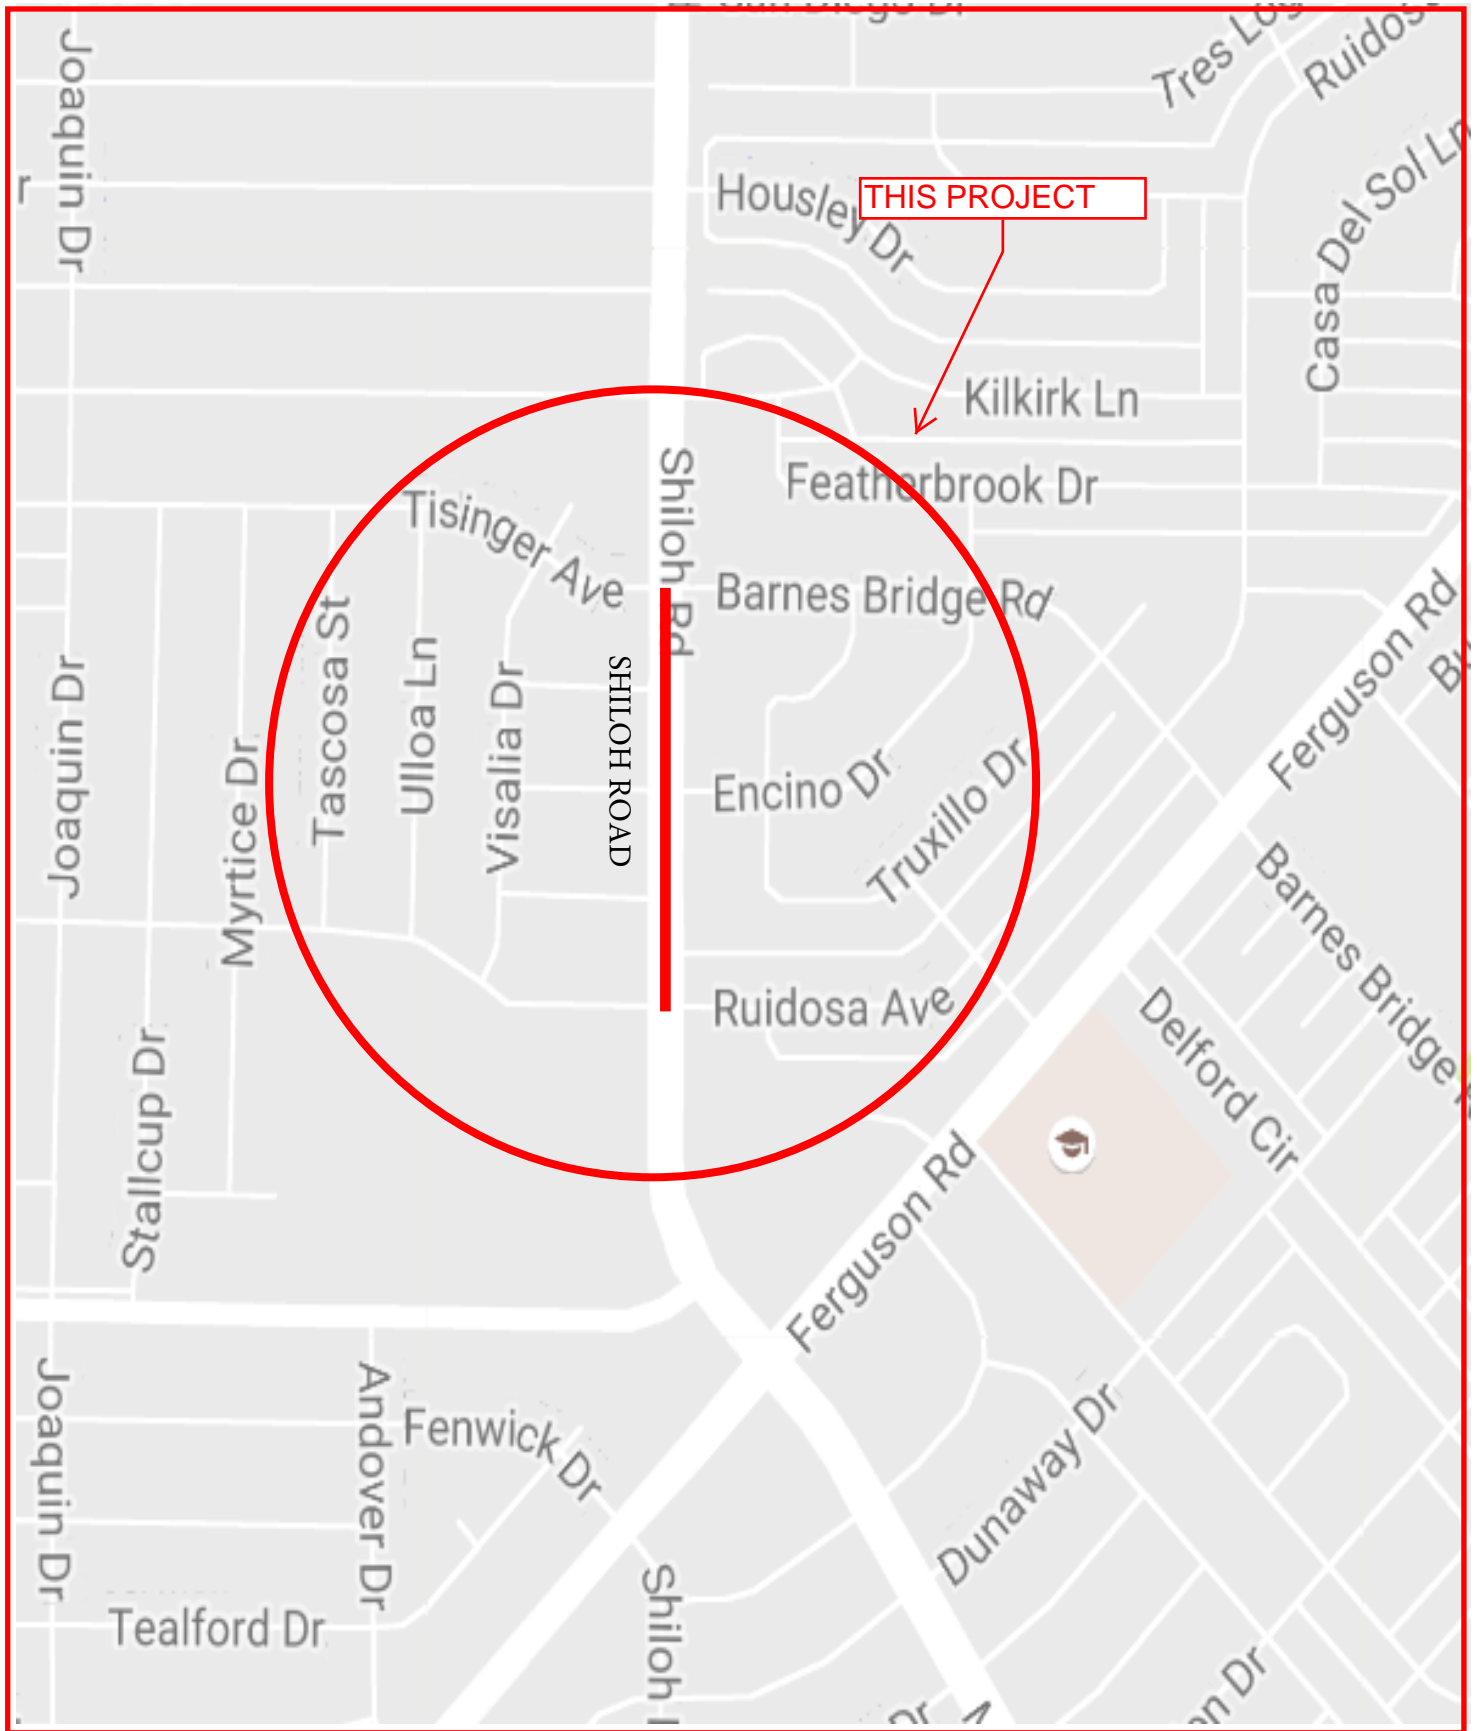 Joaquin Dr
Tres
Housley Dr
THIS PROJECT
Casa Del Sol Ln
Kilkirk Ln
Shiloh Rd
Featherbrook Dr
Tisinger Ave
Barnes Bridge Rd
Tascosa St
Ulloa Ln
Visalia Dr
SHILOH ROAD
Joaquin Dr
Myrtice Dr
Encino Dr
Truxillo Dr
Ferguson Rd
Barnes Bridge
Ruidosa Ave
Delford Cir
Stallcup Dr
Ferguson Rd
Joaquin Dr
Andover Dr
Fenwick Dr
Dunaway Dr
Tealford Dr
Shiloh
Dr